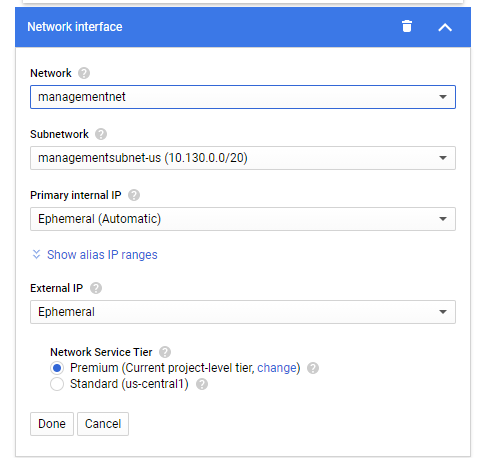 Network interface
Network ?
managementnet
Subnetwork ?
managementsubnet-us (10.130.0.0/20)
Primary internal IP ?
Ephemeral (Automatic)
Show alias IP ranges
External IP ?
Ephemeral
Network Service Tier ?
Premium (Current project-level tier, change) ?
Standard (us-central1) ?
Done Cancel